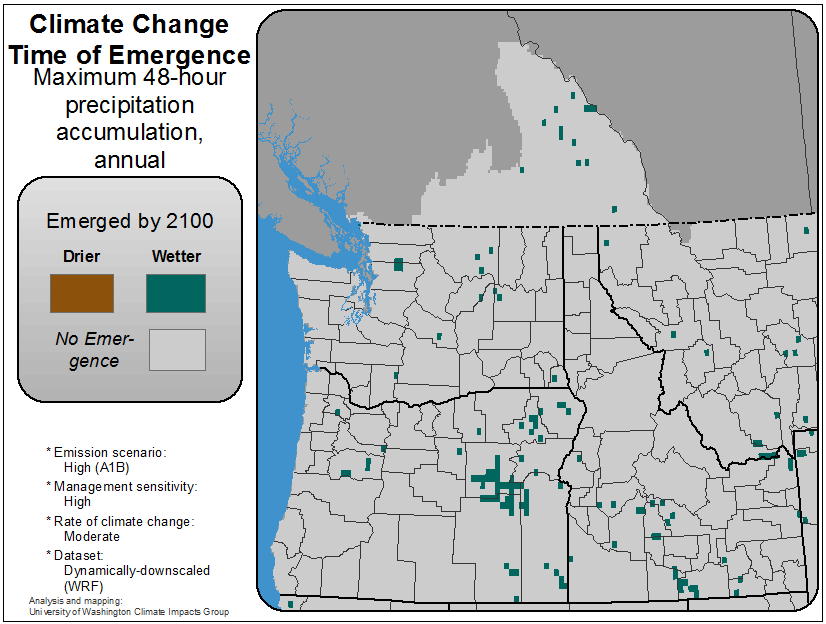 Climate Change
Time of Emergence
Maximum 48-hour
precipitation
accumulation,
annual
Emerged by 2100
Drier Wetter
No Emer-
gence
* Emission scenario:
High (A1B)
* Management sensitivity:
High
* Rate of climate change:
Moderate
* Dataset:
Dynamically-downscaled
(WRF)
Analysis and mapping:
University of Washington Climate Impacts Group